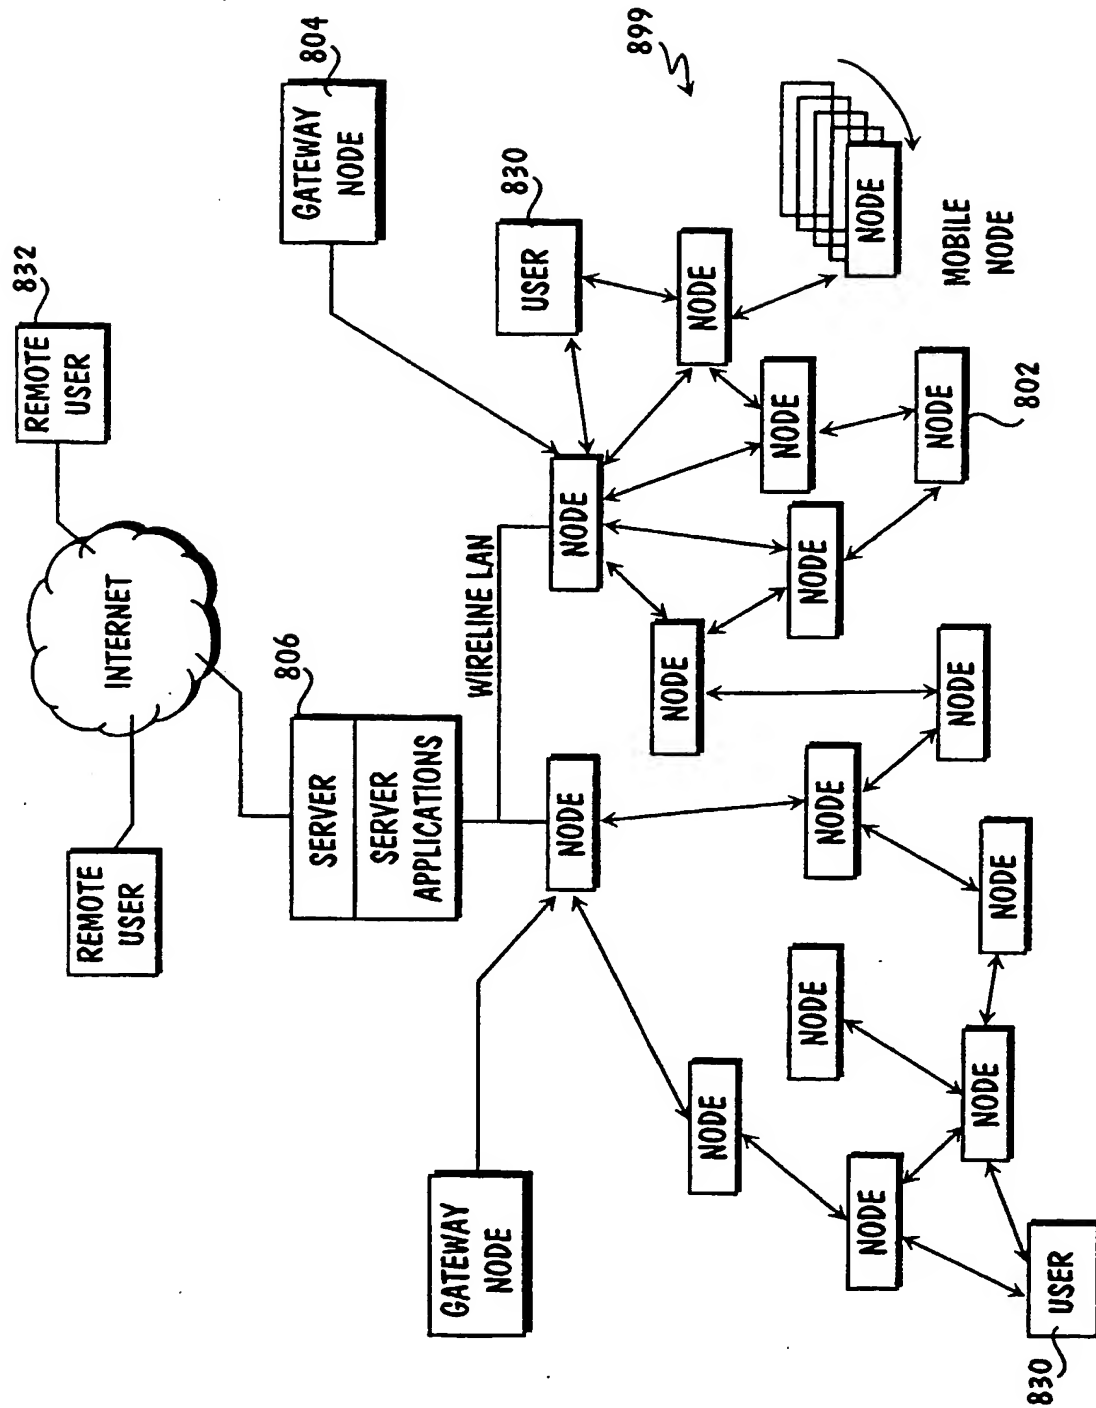 REMOTE
USER
832
REMOTE
USER
INTERNET
SERVER
SERVER
APPLICATIONS
806
GATEWAY
NODE
804
GATEWAY
NODE
WIRELINE LAN
NODE
NODE
USER
830
899
NODE
NODE
NODE
NODE
NODE
802
NODE
MOBILE
NODE
NODE
NODE
NODE
NODE
NODE
NODE
NODE
USER
830